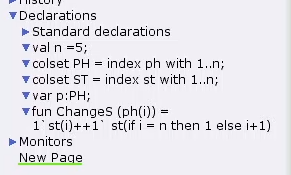 History
Declarations
Standard declarations
val n =5;
colset PH = index ph with 1..n;
colset ST = index st with 1..n;
var p:PH;
fun ChangeS (ph(i)) =
1`st(i)++1` st(if i = n then 1 else i+1)
Monitors
New Page